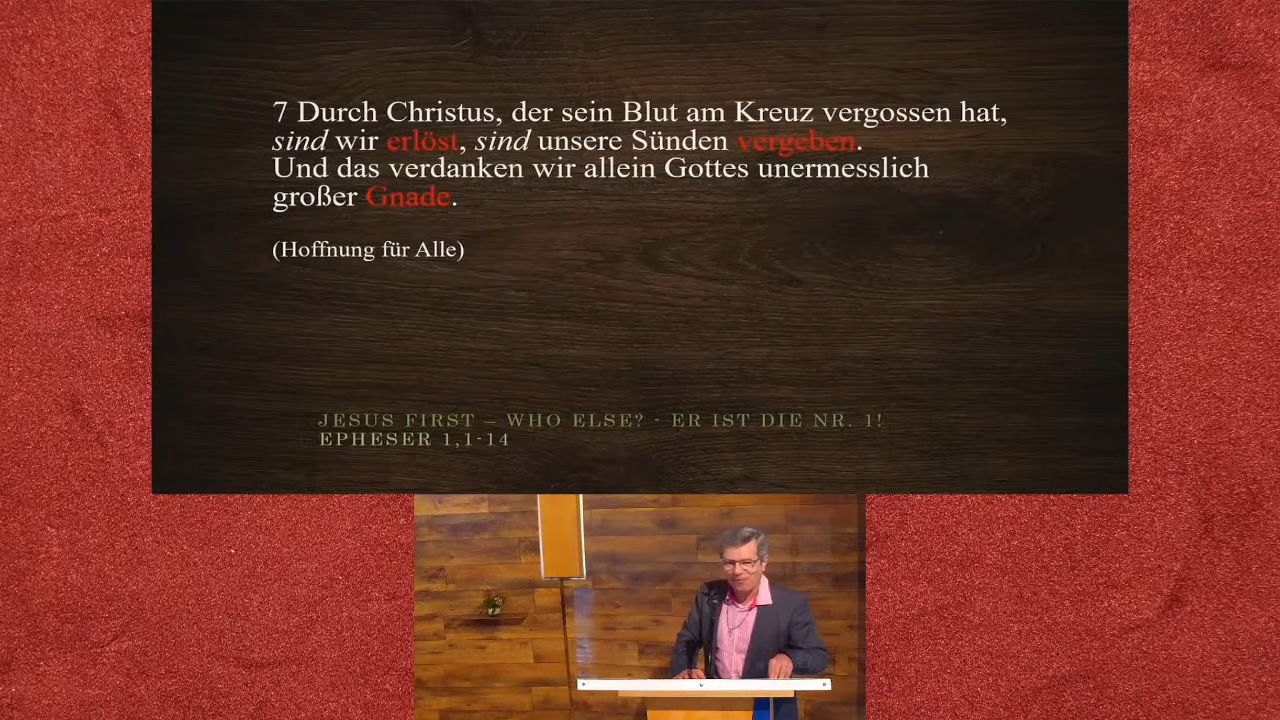 7 Durch Christus, der sein Blut am Kreuz vergossen hat,
sind wir erlöst, sind unsere Sünden vergeben.
Und das verdanken wir allein Gottes unermesslich
großer Gnade.
(Hoffnung für Alle)
JESUS FIRST – WHO ELSE? - ER IST DIE NR. 1!
EPHESER 1,1-14